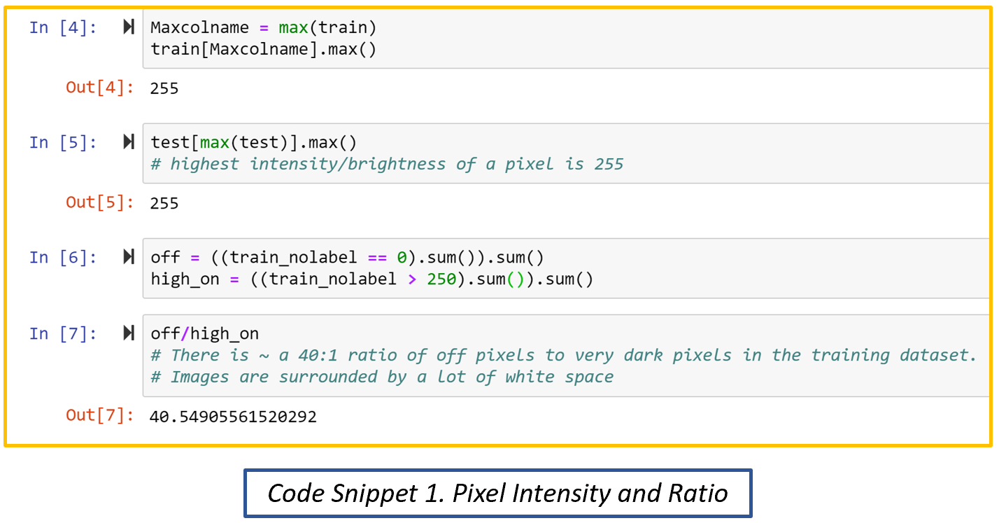 In [4]: Maxcolname = max(train)
train[Maxcolname].max()
Out[4]: 255
In [5]: test[max(test)].max()
# highest intensity/brightness of a pixel is 255
Out[5]: 255
In [6]: off = ((train_nolabel == 0).sum()).sum()
high_on = ((train_nolabel > 250).sum()).sum()
In [7]: off/high_on
# There is ~ a 40:1 ratio of off pixels to very dark pixels in the training dataset.
# Images are surrounded by a lot of white space
Out[7]: 40.54905561520292
Code Snippet 1. Pixel Intensity and Ratio